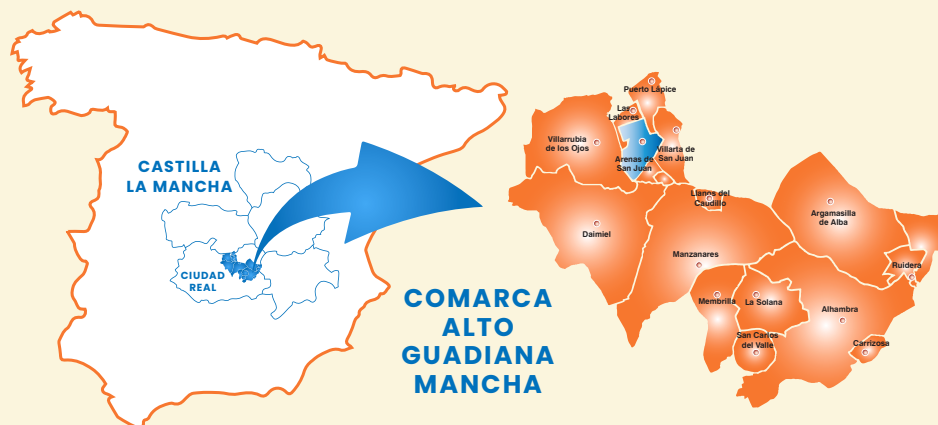 CASTILLA
LA MANCHA
CIUDAD
REAL
COMARCA
ALTO
GUADIANA
MANCHA
Puerto Lápice
Las
Labores
Villarrubia
de los Ojos
Arenas de
San Juan
Villarta de
San Juan
Llanos del
Caudillo
Argamasilla
de Alba
Daimiel
Manzanares
Ruidera
Membrilla
La Solana
Alhambra
San Carlos
del Valle
Carrizosa